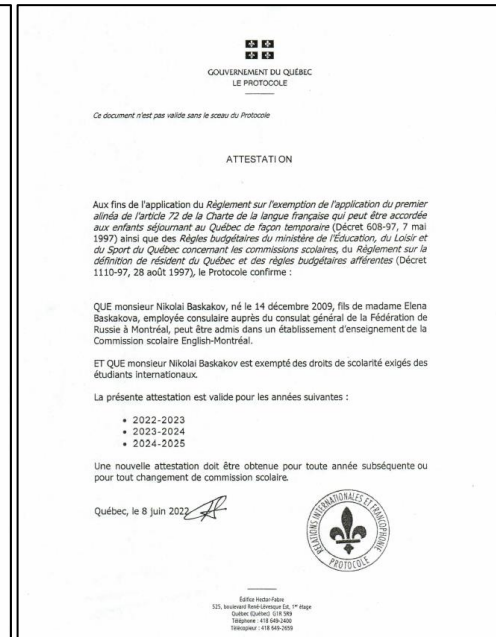 GOUVERNEMENT DU QUÉBEC
LE PROTOCOLE
Ce document n'est pas valide sans le sceau du Protocole
ATTESTATION
Aux fins de l'application du Règlement sur l'exemption de l'application du premier
alinéa de l'article 72 de la Charte de la langue française qui peut être accordée
aux enfants séjournant au Québec de façon temporaire (Décret 608-97, 7 mai
1997) ainsi que des Règles budgétaires du ministère de l'Éducation, du Loisir et
du Sport du Québec concernant les commissions scolaires, du Règlement sur la
définition de résident du Québec et des règles budgétaires afférentes (Décret
1110-97, 28 août 1997), le Protocole confirme :
QUE monsieur Nikolai Baskakov, né le 14 décembre 2009, fils de madame Elena
Baskakova, employée consulaire auprès du consulat général de la Fédération de
Russie à Montréal, peut être admis dans un établissement d'enseignement de la
Commission scolaire English-Montréal.
ET QUE monsieur Nikolai Baskakov est exempté des droits de scolarité exigés des
étudiants internationaux.
La présente attestation est valide pour les années suivantes :
• 2022-2023
• 2023-2024
• 2024-2025
Une nouvelle attestation doit être obtenue pour toute année subséquente ou
pour tout changement de commission scolaire.
Québec, le 8 juin 2022
RELATIONS INTERNATIONALES ET FRANCOPHONIE
PROTOCOLE
Édifice Hector-Fabre
525, boulevard René-Lévesque Est, 1er étage
Québec (Québec) G1R 5R9
Téléphone : 418 649-2400
Télécopieur : 418 649-2659